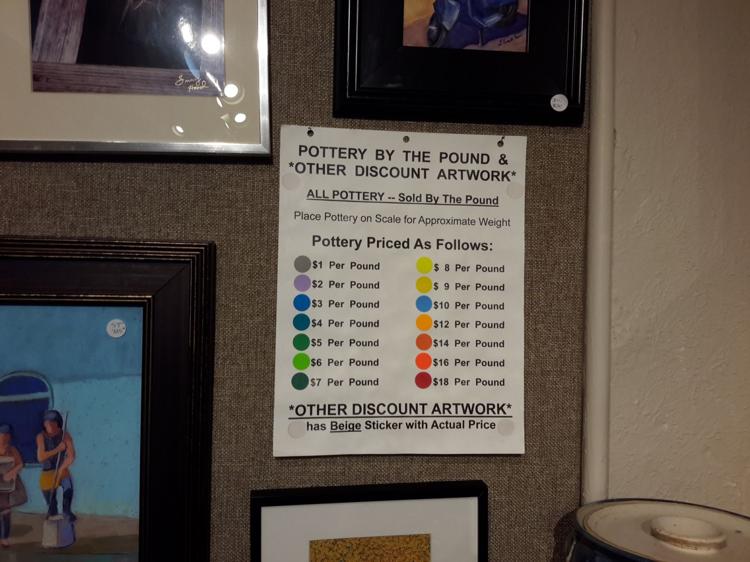 POTTERY BY THE POUND &
*OTHER DISCOUNT ARTWORK*
ALL POTTERY -- Sold By The Pound
Place Pottery on Scale for Approximate Weight
Pottery Priced As Follows:
$1 Per Pound
$2 Per Pound
$3 Per Pound
$4 Per Pound
$5 Per Pound
$6 Per Pound
$7 Per Pound
$ 8 Per Pound
$ 9 Per Pound
$10 Per Pound
$12 Per Pound
$14 Per Pound
$16 Per Pound
$18 Per Pound
*OTHER DISCOUNT ARTWORK*
has Beige Sticker with Actual Price